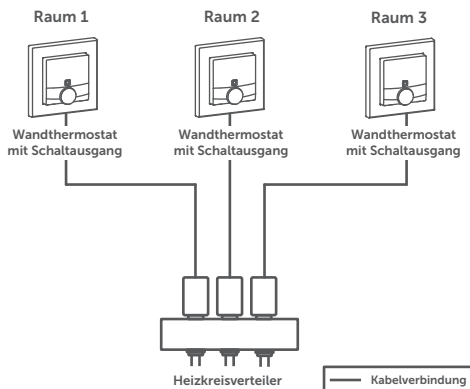 Raum 1
Raum 2
Raum 3
Wandthermostat
mit Schaltausgang
Wandthermostat
mit Schaltausgang
Wandthermostat
mit Schaltausgang
Heizkreisverteiler
Kabelverbindung